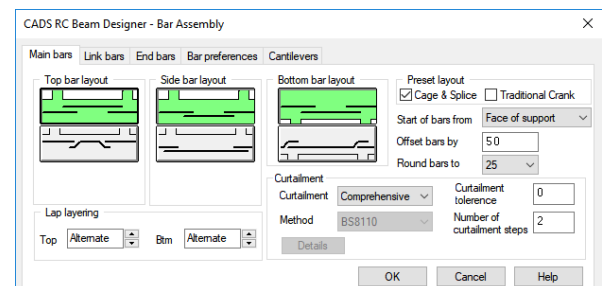 CADS RC Beam Designer - Bar Assembly
Main bars Link bars End bars Bar preferences Cantilevers
Top bar layout
Side bar layout
Bottom bar layout
Preset layout
Cage & Splice Traditional Crank
Start of bars from Face of support
Offset bars by 50
Round bars to 25
Curtailment
Curtailment Comprehensive
Curtailment tolerence 0
Method BS8110
Number of curtailment steps 2
Details
Lap layering
Top Alternate Btm Alternate
OK Cancel Help